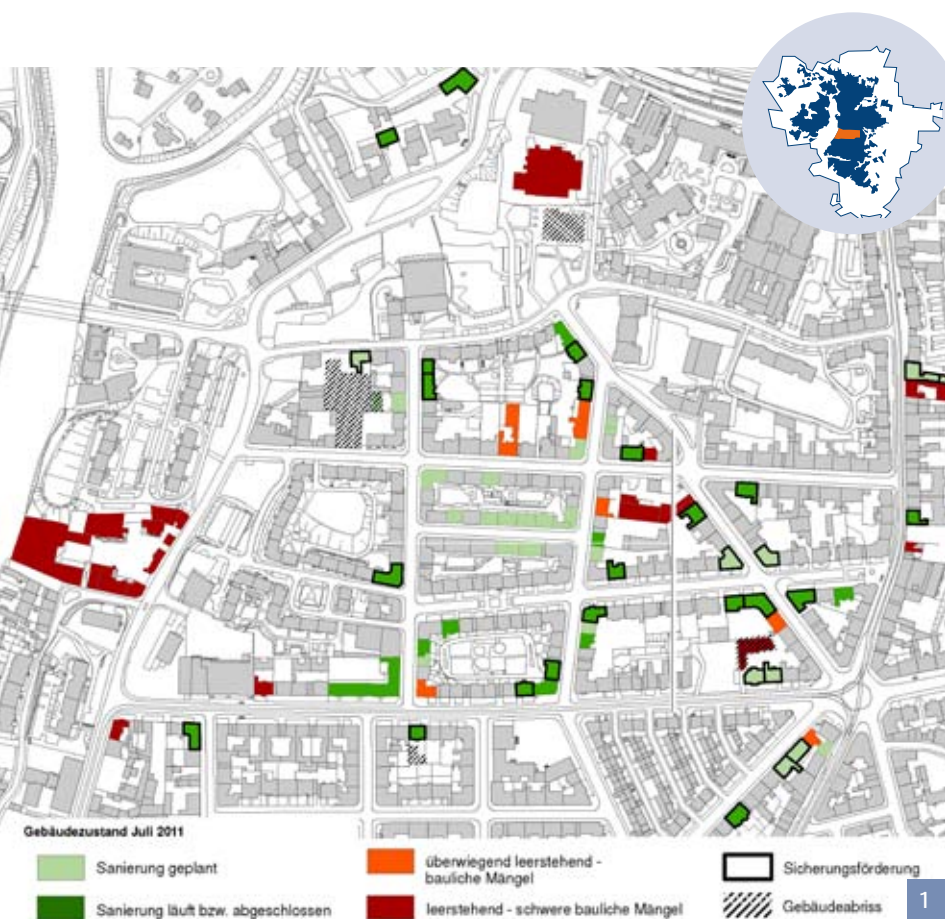 Gebäudezustand Juli 2011
Sanierung geplant
Sanierung läuft bzw. abgeschlossen
überwiegend leerstehend -
bauliche Mängel
leerstehend - schwere bauliche Mängel
Sicherungsförderung
Gebäudeabriss
1